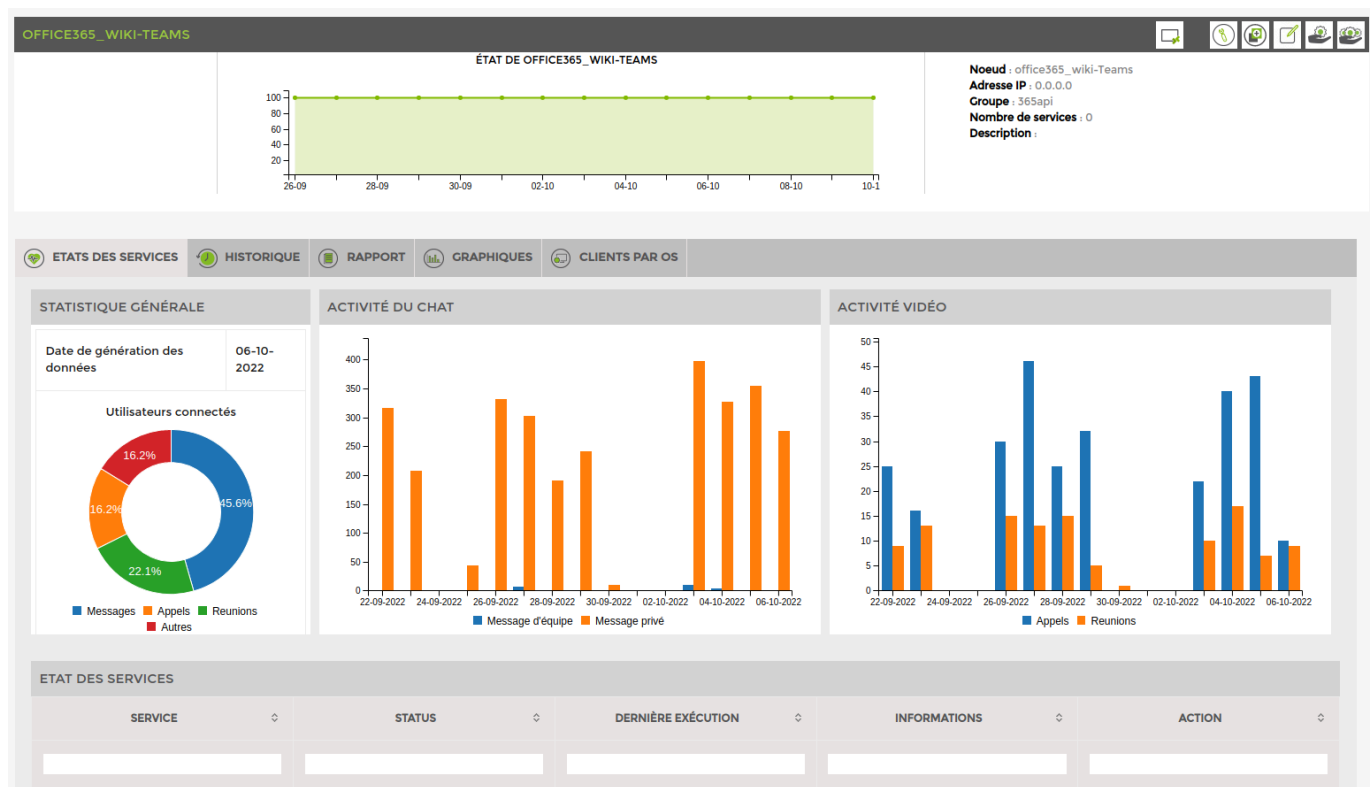 OFFICE365_WIKI-TEAMS
ÉTAT DE OFFICE365_WIKI-TEAMS
100
80
60
40
20
26-09 28-09 30-09 02-10 04-10 06-10 08-10 10-1
Noeud : office365_wiki-Teams
Adresse IP : 0.0.0.0
Groupe : 365api
Nombre de services : 0
Description :
ETATS DES SERVICES HISTORIQUE RAPPORT GRAPHIQUES CLIENTS PAR OS
STATISTIQUE GÉNÉRALE
Date de génération des
données
06-10-
2022
Utilisateurs connectés
16.2%
45.6%
16.2%
22.1%
Messages Appels Reunions
Autres
ACTIVITÉ DU CHAT
400
350
300
250
200
150
100
50
0
22-09-2022 24-09-2022 26-09-2022 28-09-2022 30-09-2022 02-10-2022 04-10-2022 06-10-2022
Message d'équipe Message privé
ACTIVITÉ VIDÉO
50
45
40
35
30
25
20
15
10
5
0
22-09-2022 24-09-2022 26-09-2022 28-09-2022 30-09-2022 02-10-2022 04-10-2022 06-10-2022
Appels Reunions
ETAT DES SERVICES
SERVICE STATUS DERNIÈRE EXÉCUTION INFORMATIONS ACTION